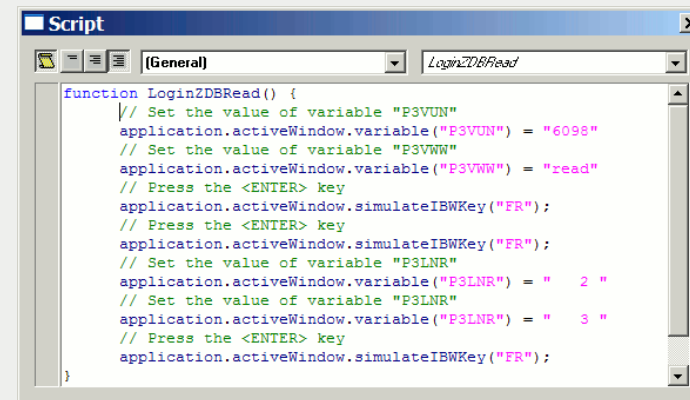 Script
(General) LoginZDBRead
function LoginZDBRead() {
// Set the value of variable "P3VUN"
application.activeWindow.variable("P3VUN") = "6098"
// Set the value of variable "P3VWW"
application.activeWindow.variable("P3VWW") = "read"
// Press the <ENTER> key
application.activeWindow.simulateIBWKey("FR");
// Press the <ENTER> key
application.activeWindow.simulateIBWKey("FR");
// Set the value of variable "P3LNR"
application.activeWindow.variable("P3LNR") = "   2 "
// Set the value of variable "P3LNR"
application.activeWindow.variable("P3LNR") = "   3 "
// Press the <ENTER> key
application.activeWindow.simulateIBWKey("FR");
}